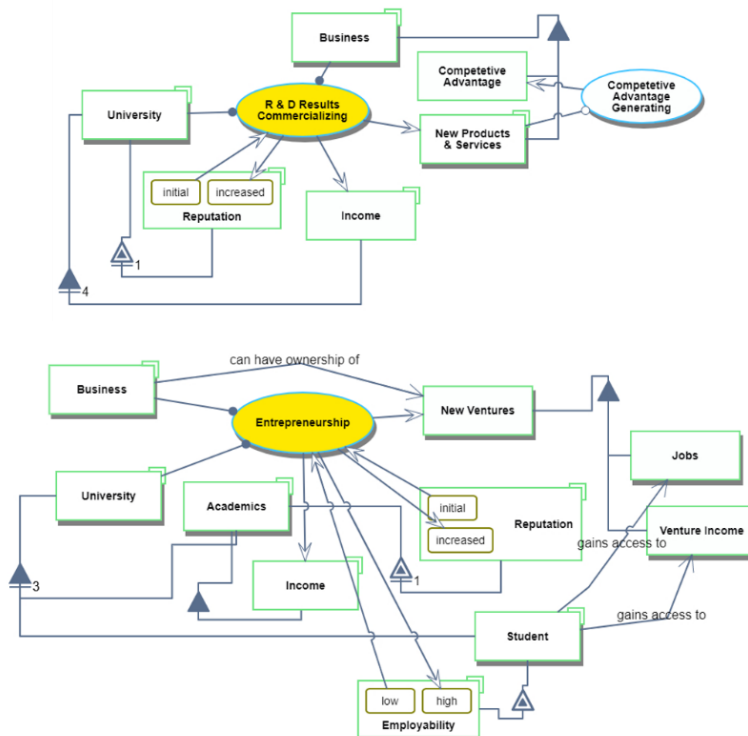 Business
Competetive
Advantage
Competetive
Advantage
Generating
R & D Results
Commercializing
University
New Products
& Services
initial
increased
Reputation
Income
1
4
can have ownership of
Business
New Ventures
Entrepreneurship
Jobs
University
Academics
initial
Reputation
increased
Venture Income
gains access to
Income
3
1
gains access to
Student
low
high
Employability